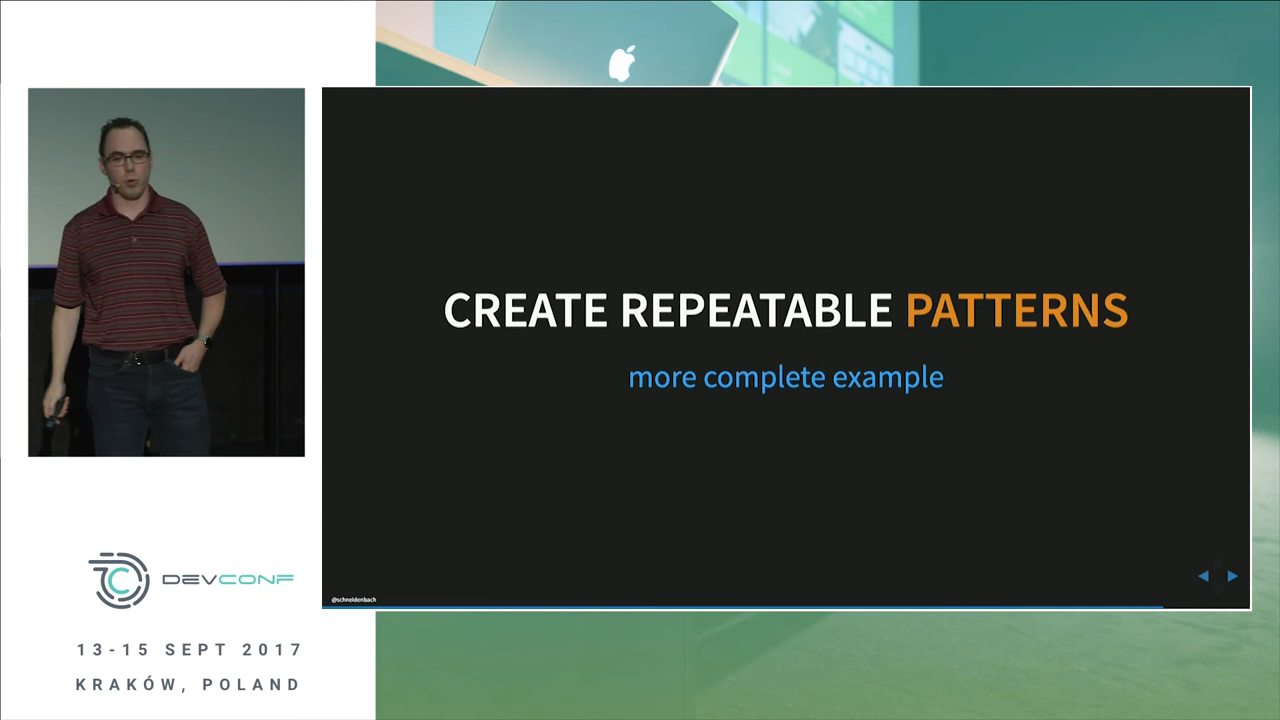 CREATE REPEATABLE PATTERNS
more complete example
@schneidenbach
DEVCONF
13-15 SEPT 2017
KRAKÓW, POLAND